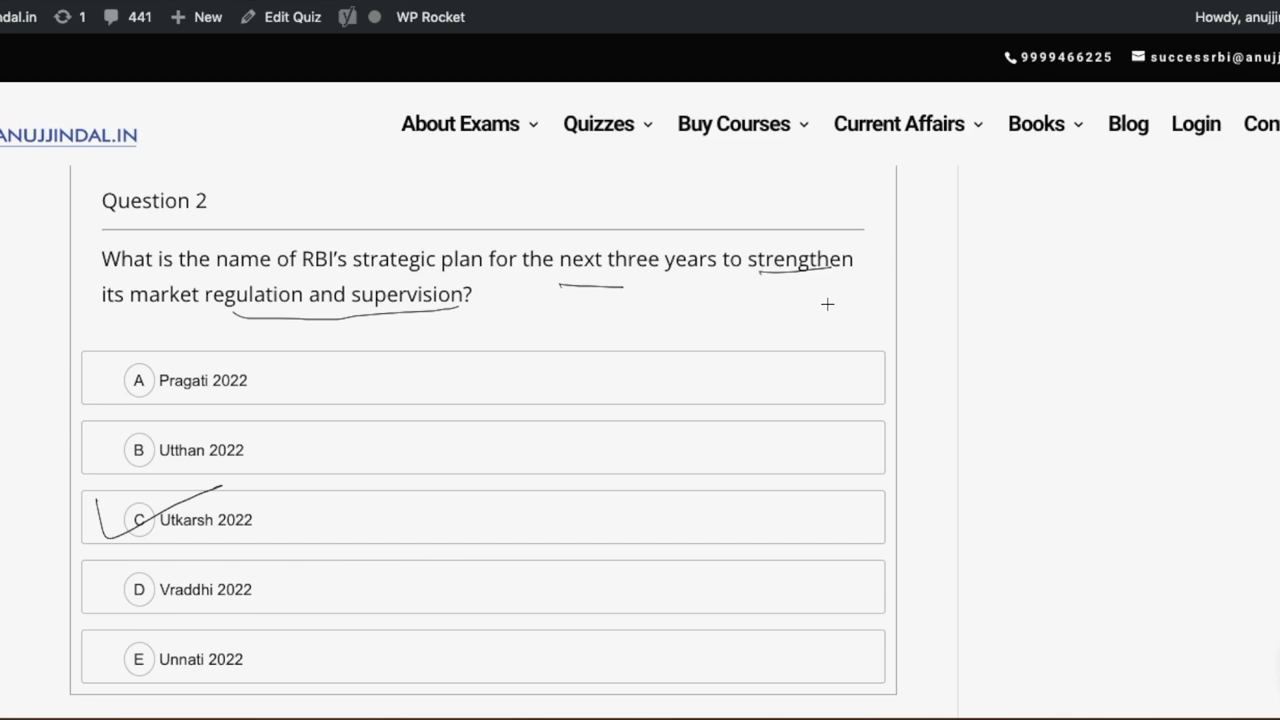 ndal.in 1 441 New Edit Quiz WP Rocket Howdy, anujji
9999466225 successrbi@anujj
ANUJJINDAL.IN About Exams Quizzes Buy Courses Current Affairs Books Blog Login Con
Question 2
What is the name of RBI's strategic plan for the next three years to strengthen
its market regulation and supervision?
A Pragati 2022
B Utthan 2022
C Utkarsh 2022
D Vraddhi 2022
E Unnati 2022